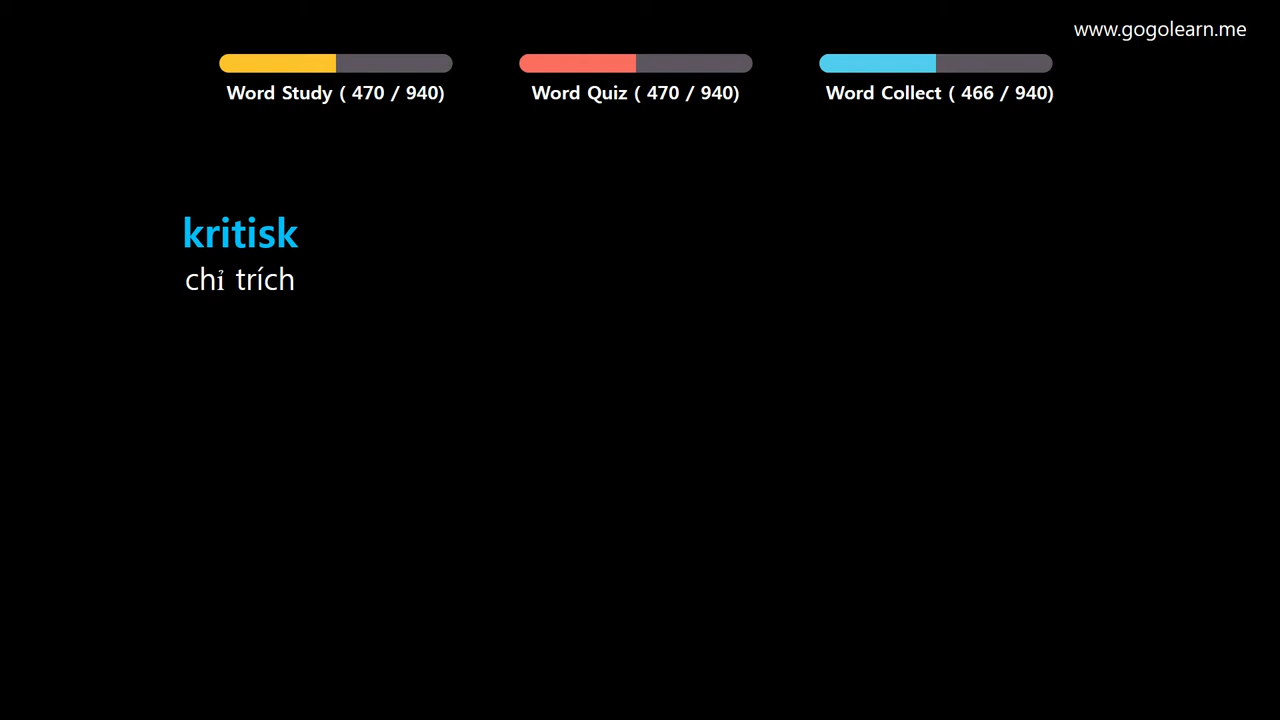 www.gogolearn.me
Word Study ( 470 / 940)
Word Quiz ( 470 / 940)
Word Collect ( 466 / 940)
kritisk
chỉ trích